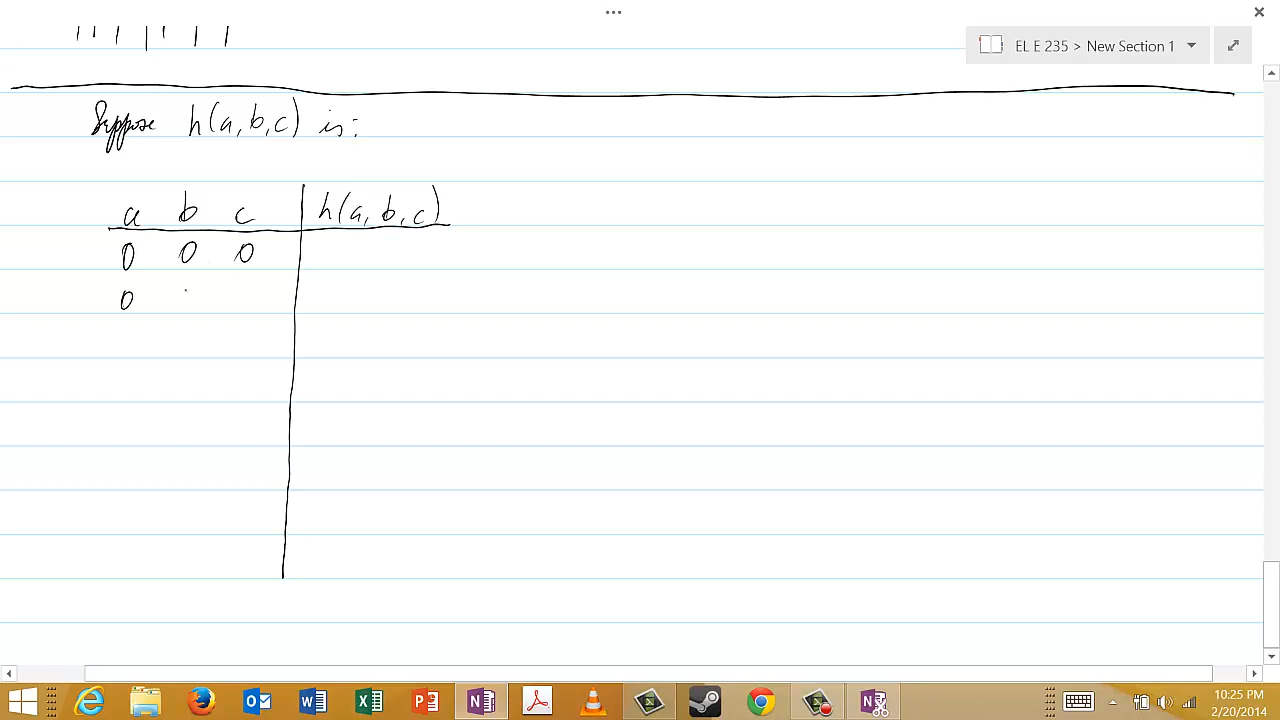 EL E 235 > New Section 1
Suppose h(a,b,c) is:
a b c h(a,b,c)
0 0 0
0
10:25 PM
2/20/2014